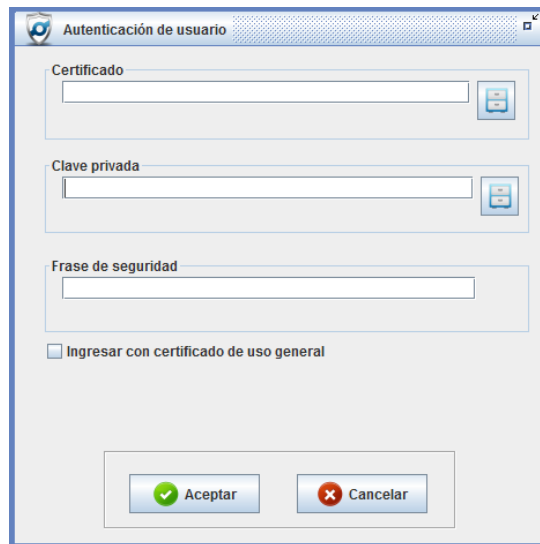 Autenticación de usuario
Certificado
Clave privada
Frase de seguridad
Ingresar con certificado de uso general
Aceptar
Cancelar